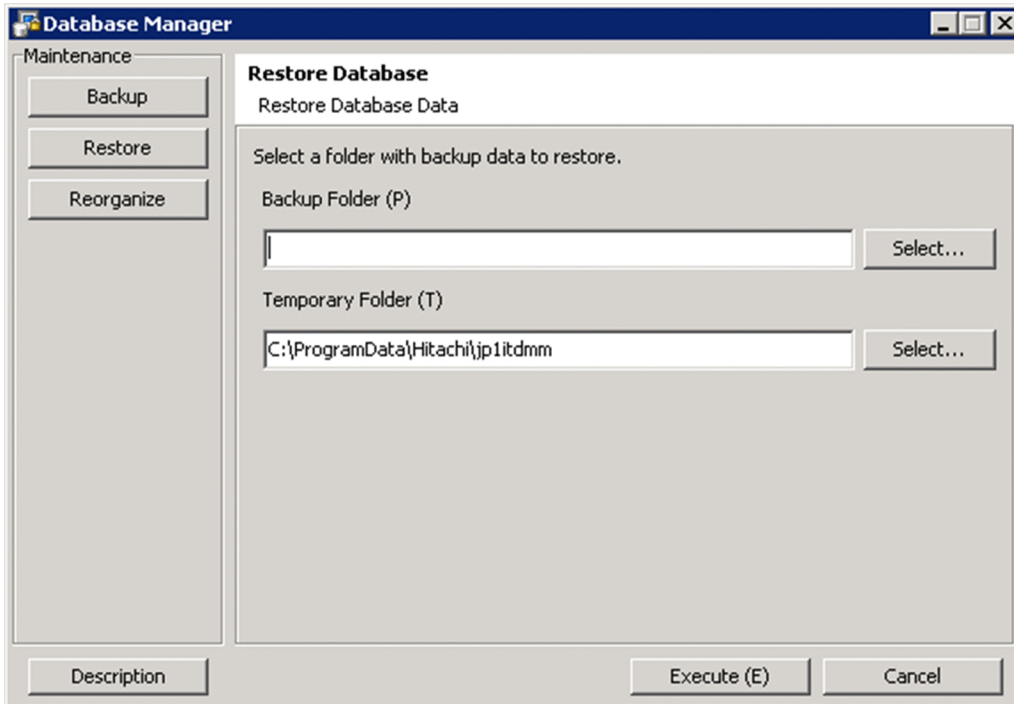 Database Manager
Maintenance
Backup
Restore
Reorganize
Restore Database
Restore Database Data
Select a folder with backup data to restore.
Backup Folder (P)
Select...
Temporary Folder (T)
C:\ProgramData\Hitachi\jp1itdmm
Select...
Description
Execute (E)
Cancel